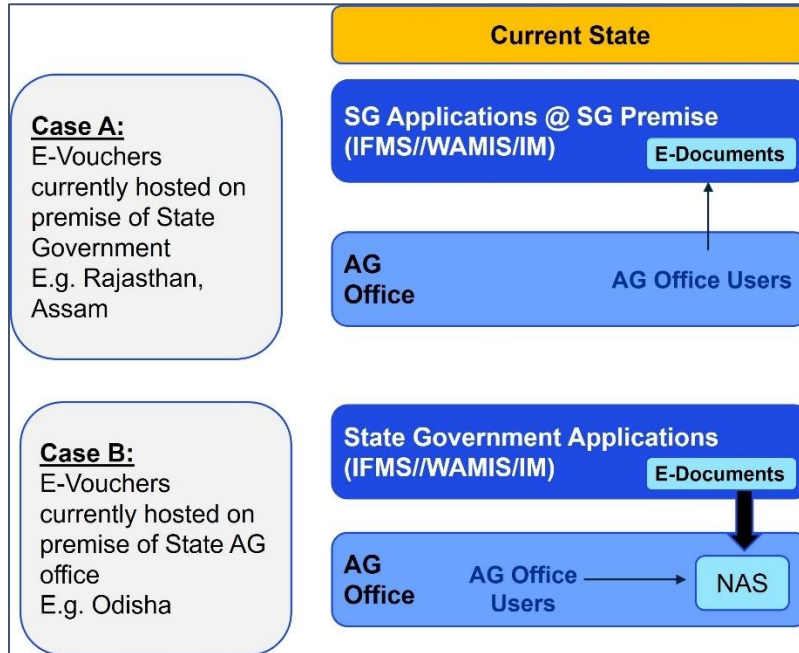 Current State
Case A:
E-Vouchers
currently hosted on
premise of State
Government
E.g. Rajasthan,
Assam
SG Applications @ SG Premise
(IFMS//WAMIS/IM)
E-Documents
AG
Office
AG Office Users
Case B:
E-Vouchers
currently hosted on
premise of State AG
office
E.g. Odisha
State Government Applications
(IFMS//WAMIS/IM)
E-Documents
AG
Office
AG Office
Users
NAS